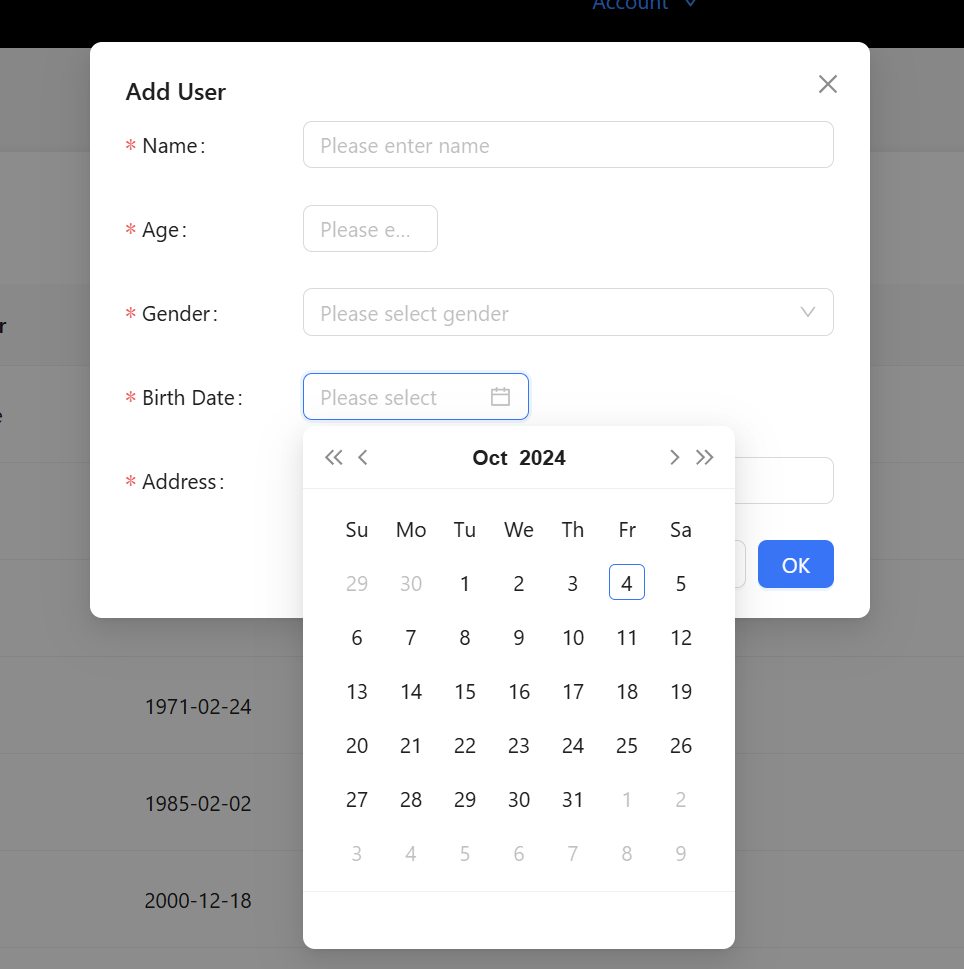 Account
Add User
* Name:
Please enter name
* Age:
Please e...
* Gender:
Please select gender
* Birth Date:
Please select
Oct 2024
* Address:
Su Mo Tu We Th Fr Sa
29 30 1 2 3 4 5
OK
6 7 8 9 10 11 12
13 14 15 16 17 18 19
1971-02-24
20 21 22 23 24 25 26
27 28 29 30 31 1 2
1985-02-02
3 4 5 6 7 8 9
2000-12-18